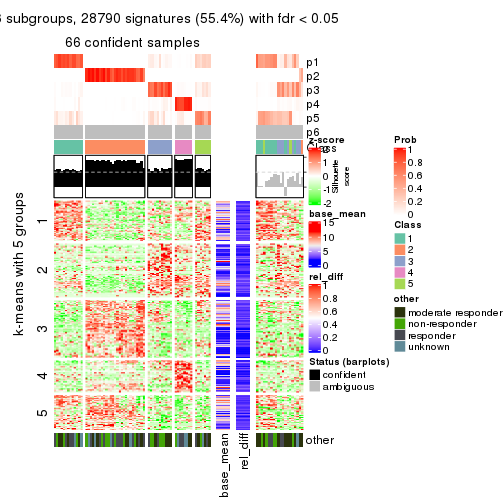 subgroups, 28790 signatures (55.4%) with fdr < 0.05
66 confident samples
p1
p2
p3
p4
p5
p6
Class
Silhouette
score
k-means with 5 groups
1
2
3
4
5
other
base_mean
rel_diff
z-score
-1
-2
base_mean
15
10
5
0
rel_diff
1
0.8
0.6
0.4
0.2
0
Status (barplots)
confident
ambiguous
Prob
1
0.8
0.6
0.4
0.2
0
Class
1
2
3
4
5
other
moderate responder
non-responder
responder
unknown